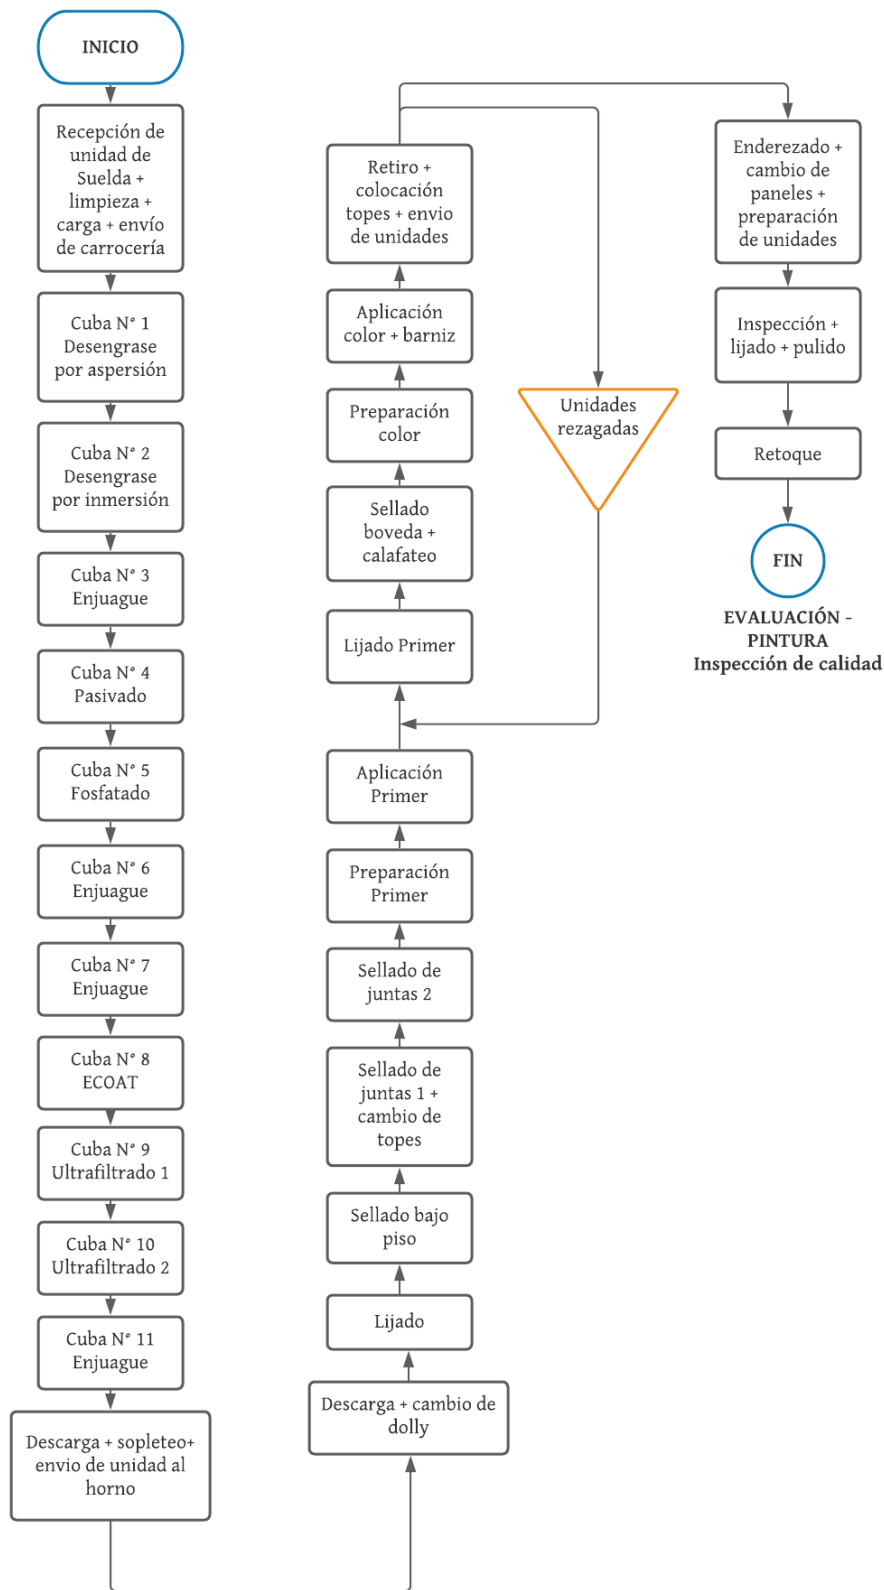 INICIO
Recepción de
unidad de
Suelda +
limpieza +
carga + envío
de carrocería
Cuba N° 1
Desengrase
por aspersión
Cuba N° 2
Desengrase
por inmersión
Cuba N° 3
Enjuague
Cuba N° 4
Pasivado
Cuba N° 5
Fosfatado
Cuba N° 6
Enjuague
Cuba N° 7
Enjuague
Cuba N° 8
ECOAT
Cuba N° 9
Ultrafiltrado 1
Cuba N° 10
Ultrafiltrado 2
Cuba N° 11
Enjuague
Descarga + sopleteo+
envio de unidad al
horno
Descarga + cambio de
dolly
Lijado
Sellado bajo
piso
Sellado de
juntas 1 +
cambio de
topes
Sellado de
juntas 2
Preparación
Primer
Aplicación
Primer
Lijado Primer
Sellado
boveda +
calafateo
Preparación
color
Aplicación
color + barniz
Retiro +
colocación
topes + envio
de unidades
Unidades
rezagadas
Enderezado +
cambio de
paneles +
preparación
de unidades
Inspección +
lijado + pulido
Retoque
FIN
EVALUACIÓN -
PINTURA
Inspección de calidad